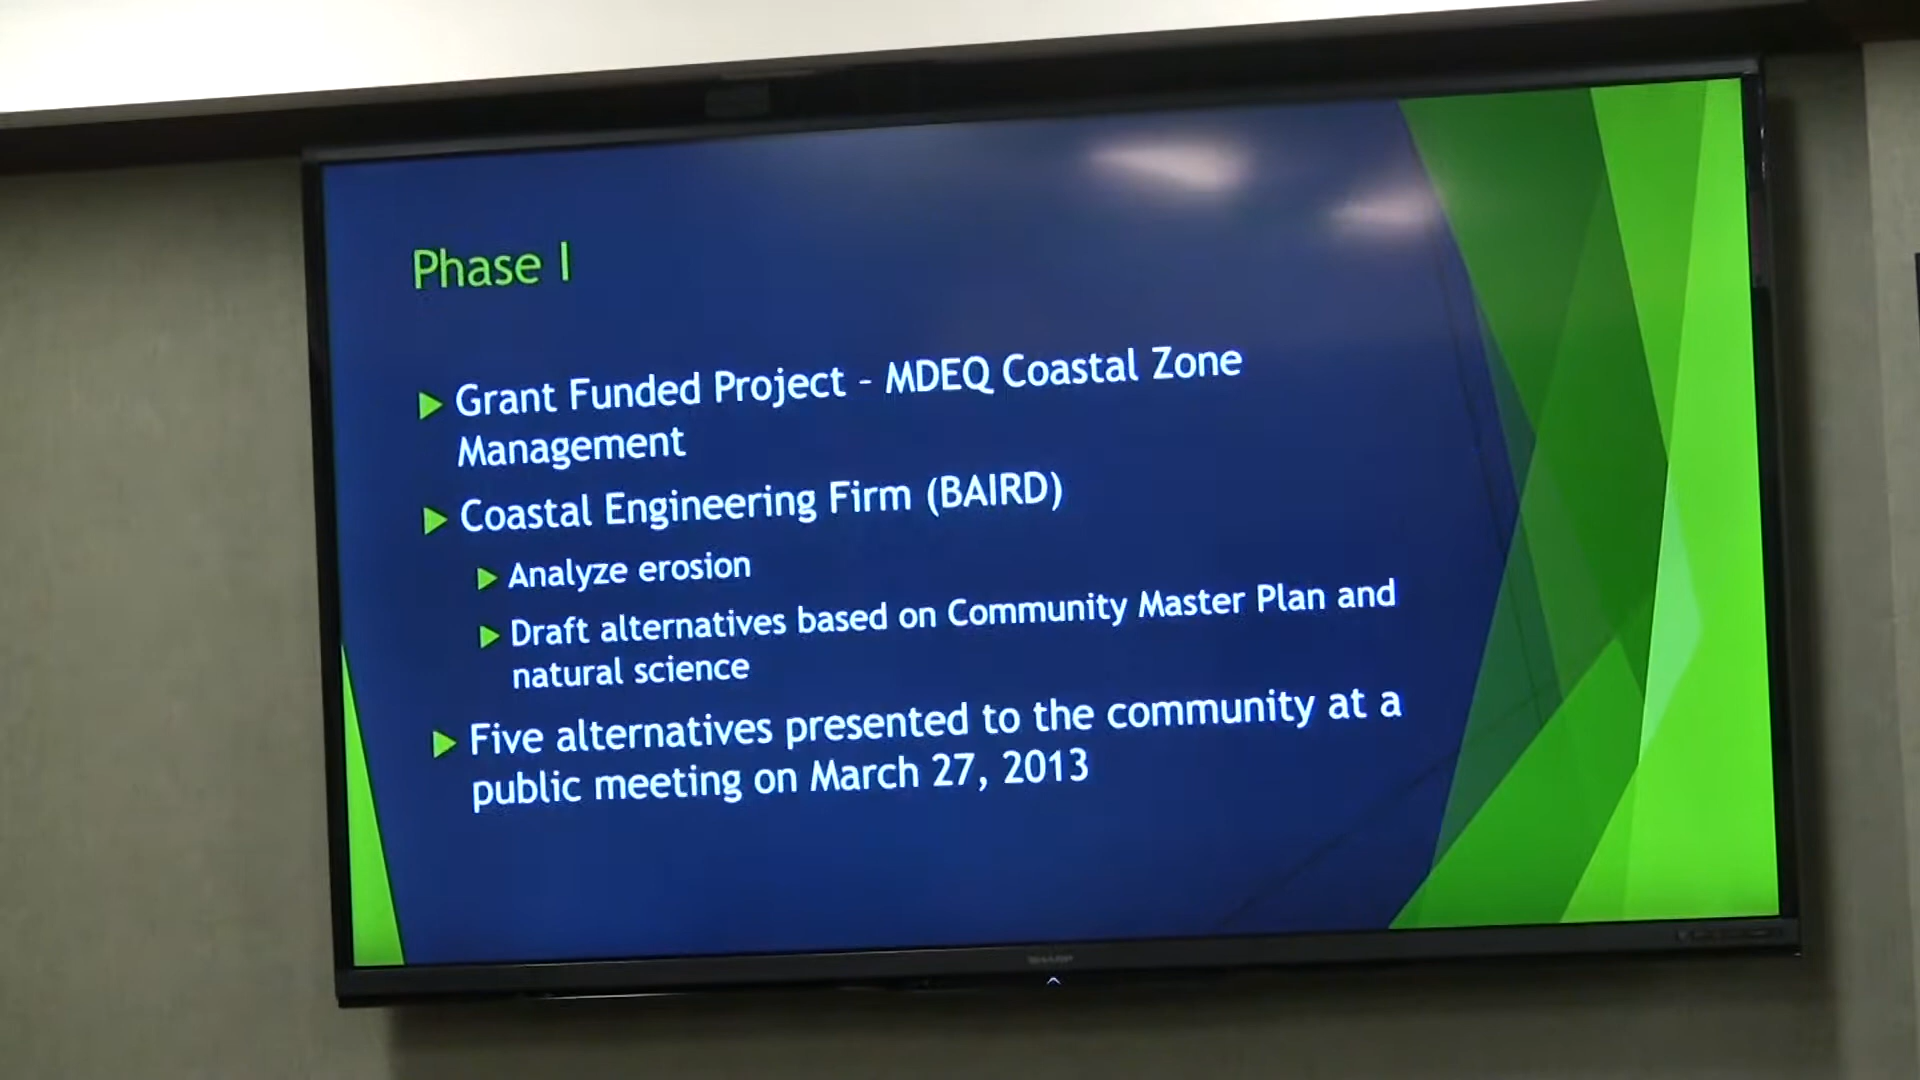 Phase I
Grant Funded Project - MDEQ Coastal Zone
Management
Coastal Engineering Firm (BAIRD)
Analyze erosion
Draft alternatives based on Community Master Plan and
natural science
Five alternatives presented to the community at a
public meeting on March 27, 2013
SHARP